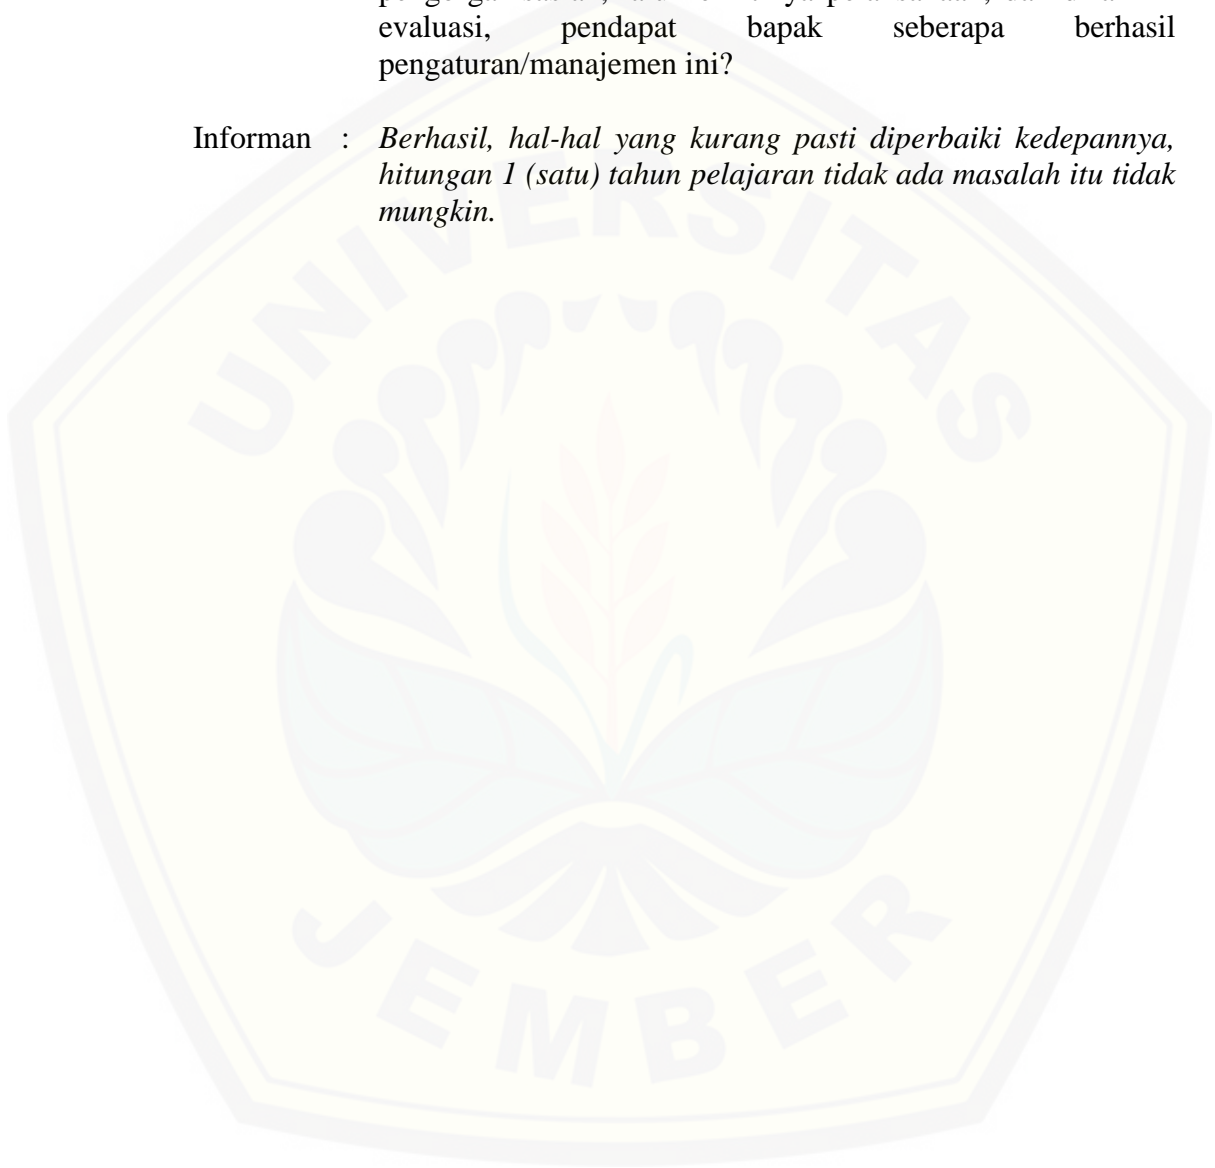 evaluasi, pendapat bapak seberapa berhasil
pengaturan/manajemen ini?
Informan : Berhasil, hal-hal yang kurang pasti diperbaiki kedepannya,
hitungan 1 (satu) tahun pelajaran tidak ada masalah itu tidak
mungkin.
UNIVERSITAS
JEMBER